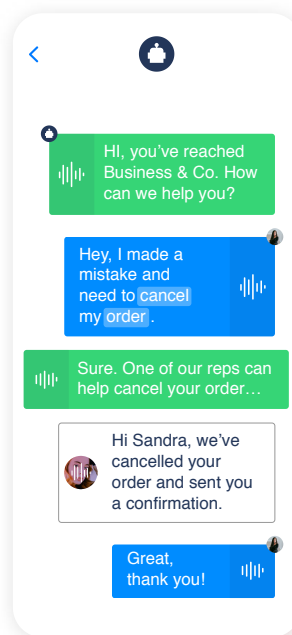 HI, you've reached
Business & Co. How
can we help you?
Hey, I made a
mistake and
need to cancel
my order.
Sure. One of our reps can
help cancel your order…
Hi Sandra, we've
cancelled your
order and sent you
a confirmation.
Great,
thank you!